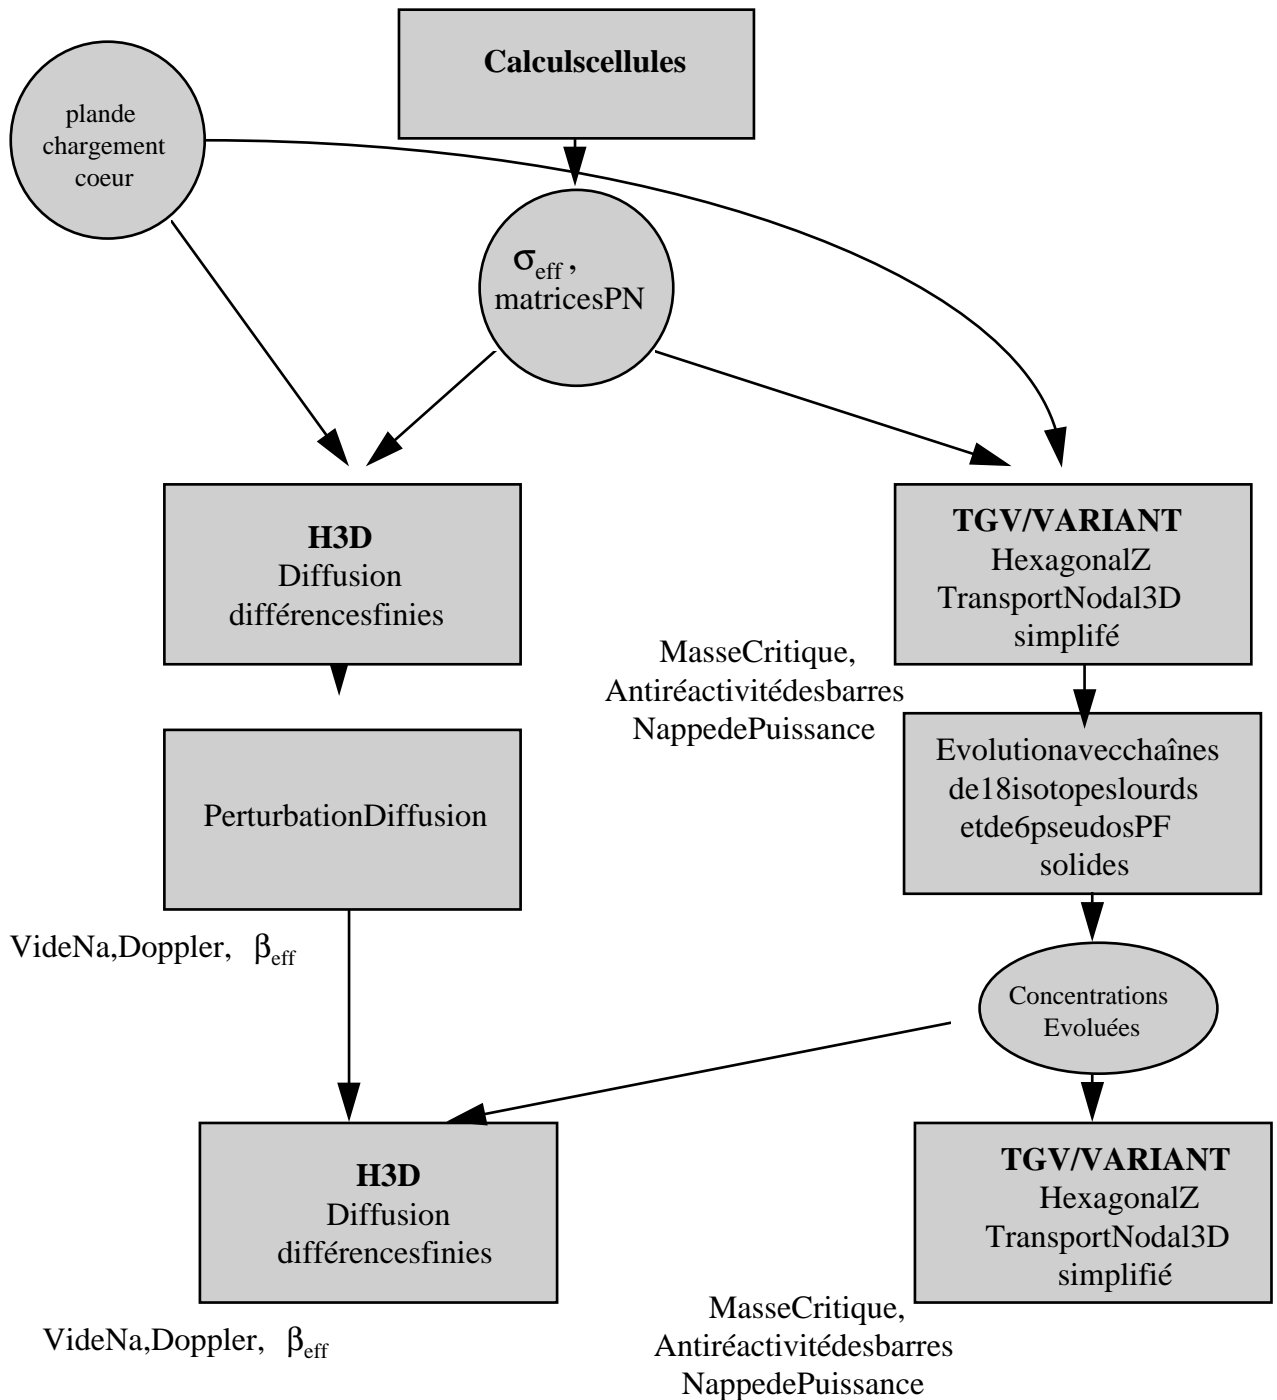 Calculscellules
plande
chargement
coeur
σeff ,
matricesPN
H3D
Diffusion
différencesfinies
TGV/VARIANT
HexagonalZ
TransportNodal3D
simplifé
MasseCritique,
Antiréactivitédesbarres
NappedePuissance
PerturbationDiffusion
Evolutionavecchaînes
de18isotopeslourds
etde6pseudosPF
solides
VideNa,Doppler, βeff
Concentrations
Evoluées
H3D
Diffusion
différencesfinies
TGV/VARIANT
HexagonalZ
TransportNodal3D
simplifié
VideNa,Doppler, βeff
MasseCritique,
Antiréactivitédesbarres
NappedePuissance